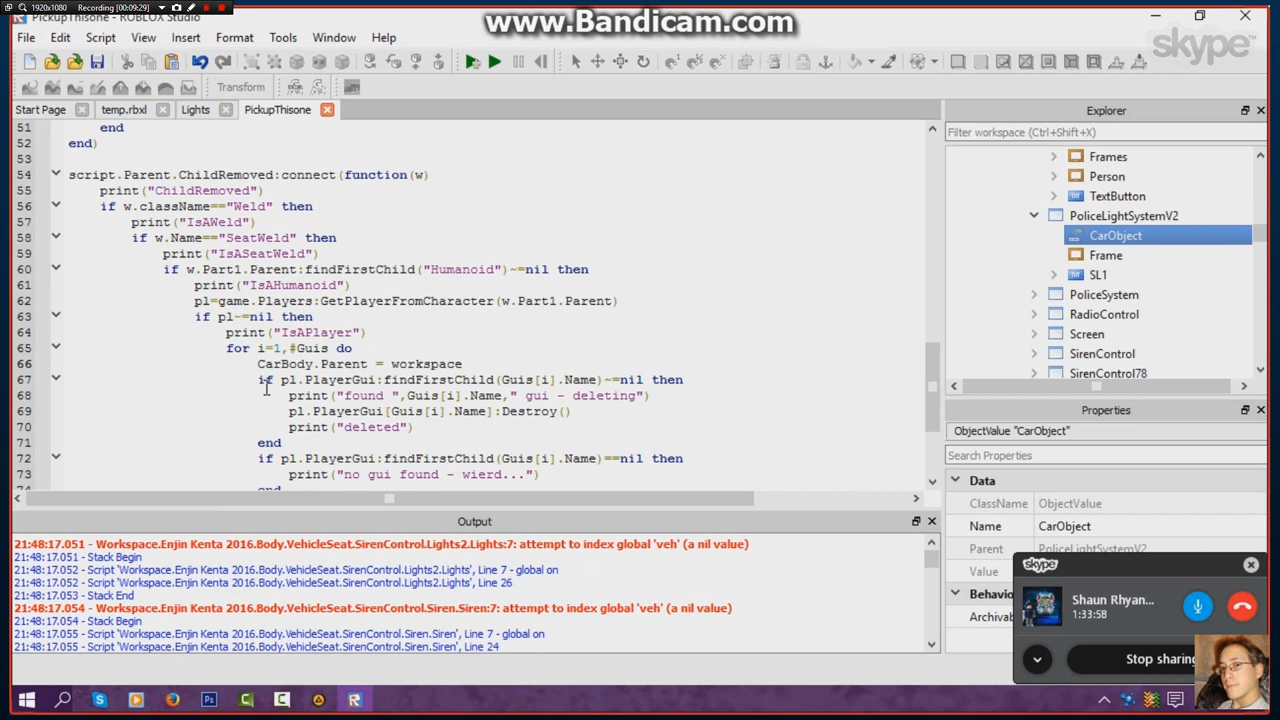 1920x1080 Recording [00:09:29]
www.Bandicam.com
PickupThisone - ROBLOX Studio
skype
File Edit Script View Insert Format Tools Window Help
Transform
Start Page temp.rbxl Lights PickupThisone
Explorer
Filter workspace (Ctrl+Shift+X)
51 end
52 end)
53
54 script.Parent.ChildRemoved:connect(function(w)
55 print("ChildRemoved")
56 if w.className=="Weld" then
57 print("IsAWeld")
58 if w.Name=="SeatWeld" then
59 print("IsASeatWeld")
60 if w.Part1.Parent:findFirstChild("Humanoid")~=nil then
61 print("IsAHumanoid")
62 pl=game.Players:GetPlayerFromCharacter(w.Part1.Parent)
63 if pl~=nil then
64 print("IsAPlayer")
65 for i=1,#Guis do
66 CarBody.Parent = workspace
67 if pl.PlayerGui:findFirstChild(Guis[i].Name)~=nil then
68 print("found ",Guis[i].Name," gui - deleting")
69 pl.PlayerGui[Guis[i].Name]:Destroy()
70 print("deleted")
71 end
72 if pl.PlayerGui:findFirstChild(Guis[i].Name)==nil then
73 print("no gui found - wierd...")
74 end
Frames
Person
TextButton
PoliceLightSystemV2
CarObject
Frame
SL1
PoliceSystem
RadioControl
Screen
SirenControl
SirenControl78
Properties
ObjectValue "CarObject"
Search Properties
Data
ClassName ObjectValue
Name CarObject
Parent PoliceLightSystemV2
Value
Behavio
Archivab
Output
21:48:17.051 - Workspace.Enjin Kenta 2016.Body.VehicleSeat.SirenControl.Lights2.Lights:7: attempt to index global 'veh' (a nil value)
21:48:17.051 - Stack Begin
21:48:17.052 - Script 'Workspace.Enjin Kenta 2016.Body.VehicleSeat.SirenControl.Lights2.Lights', Line 7 - global on
21:48:17.052 - Script 'Workspace.Enjin Kenta 2016.Body.VehicleSeat.SirenControl.Lights2.Lights', Line 26
21:48:17.053 - Stack End
21:48:17.054 - Workspace.Enjin Kenta 2016.Body.VehicleSeat.SirenControl.Siren.Siren:7: attempt to index global 'veh' (a nil value)
21:48:17.054 - Stack Begin
21:48:17.055 - Script 'Workspace.Enjin Kenta 2016.Body.VehicleSeat.SirenControl.Siren.Siren', Line 7 - global on
21:48:17.055 - Script 'Workspace.Enjin Kenta 2016.Body.VehicleSeat.SirenControl.Siren.Siren', Line 24
skype
Shaun Rhyan...
1:33:58
Stop sharing